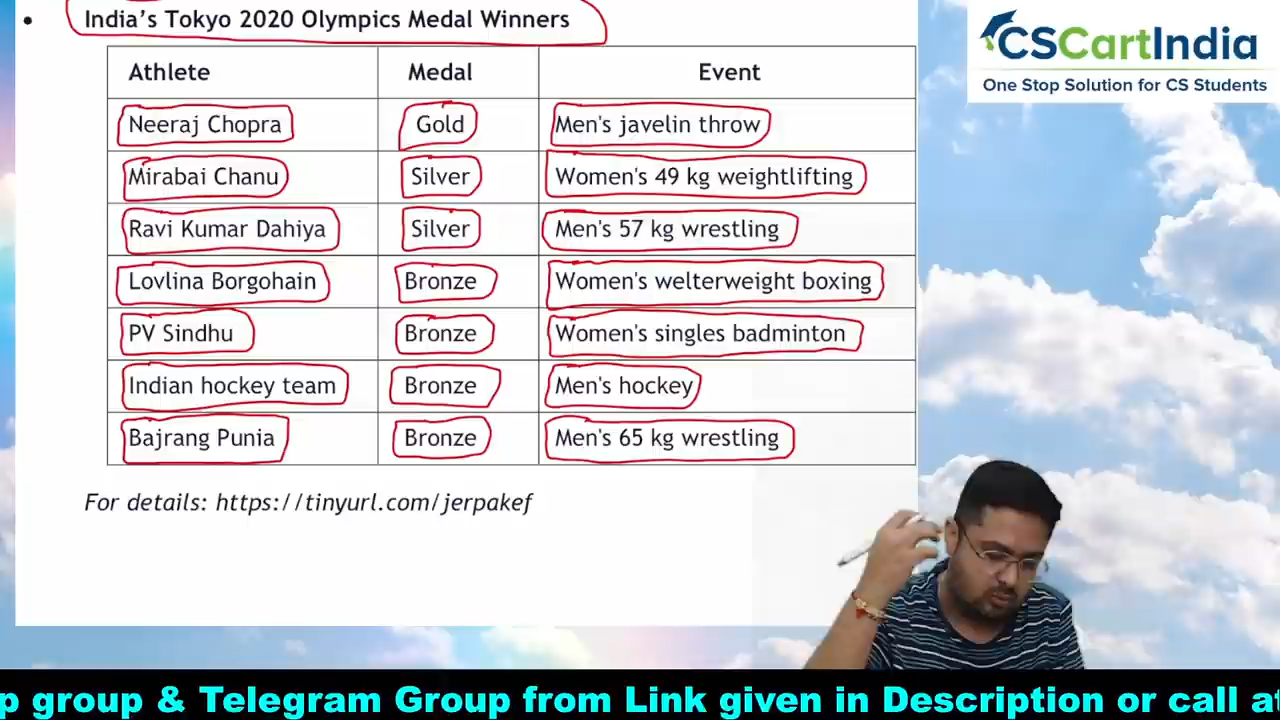 India's Tokyo 2020 Olympics Medal Winners
CSCartIndia
One Stop Solution for CS Students
Athlete Medal Event
Neeraj Chopra Gold Men's javelin throw
Mirabai Chanu Silver Women's 49 kg weightlifting
Ravi Kumar Dahiya Silver Men's 57 kg wrestling
Lovlina Borgohain Bronze Women's welterweight boxing
PV Sindhu Bronze Women's singles badminton
Indian hockey team Bronze Men's hockey
Bajrang Punia Bronze Men's 65 kg wrestling
For details: https://tinyurl.com/jerpakef
p group & Telegram Group from Link given in Description or call at